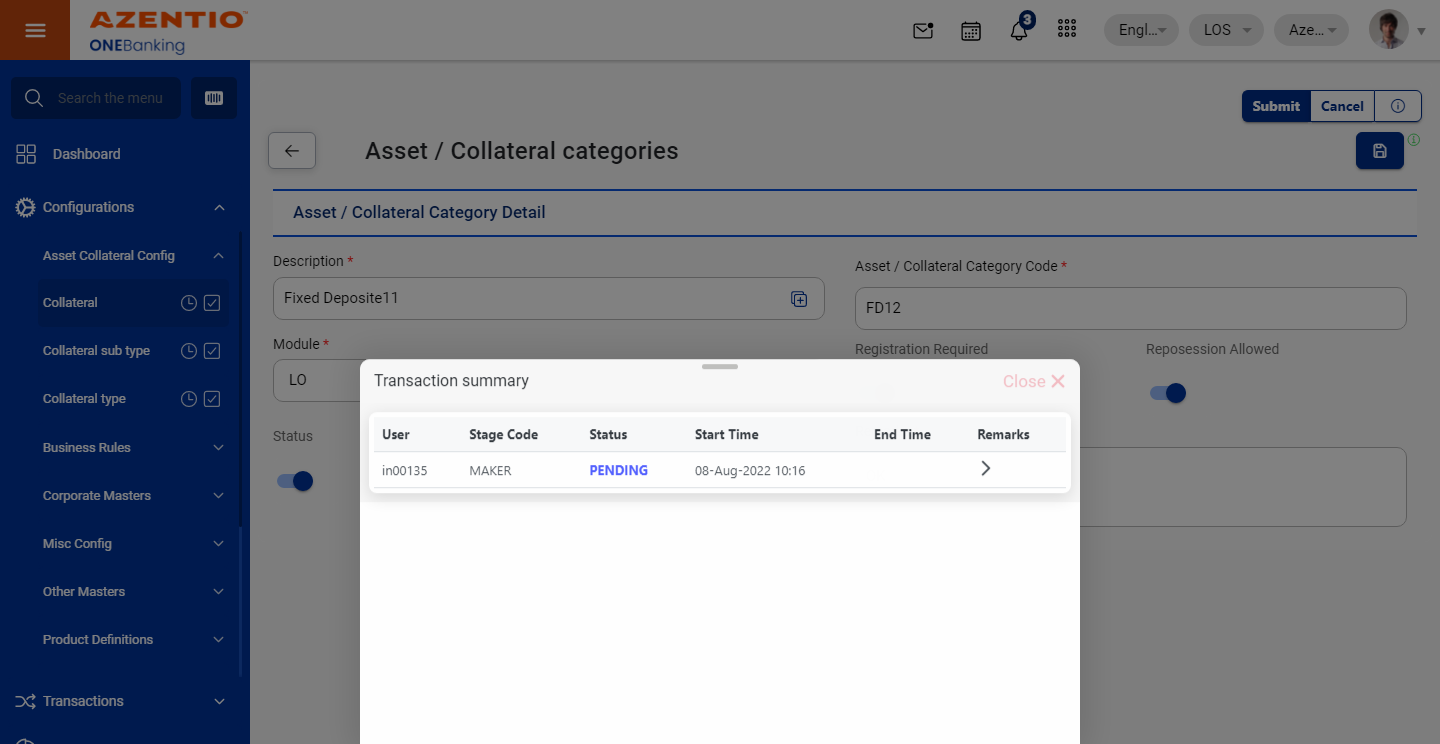 AZENTIO™
ONEBanking
3
Engl...
LOS
Aze...
Search the menu
Dashboard
Configurations
Asset Collateral Config
Collateral
Collateral sub type
Collateral type
Business Rules
Corporate Masters
Misc Config
Other Masters
Product Definitions
Transactions
Submit Cancel
Asset / Collateral categories
Asset / Collateral Category Detail
Description *
Fixed Deposite11
Asset / Collateral Category Code *
FD12
Module *
LO
Registration Required
Reposession Allowed
Status
Transaction summary
Close
User Stage Code Status Start Time End Time Remarks
in00135 MAKER PENDING 08-Aug-2022 10:16